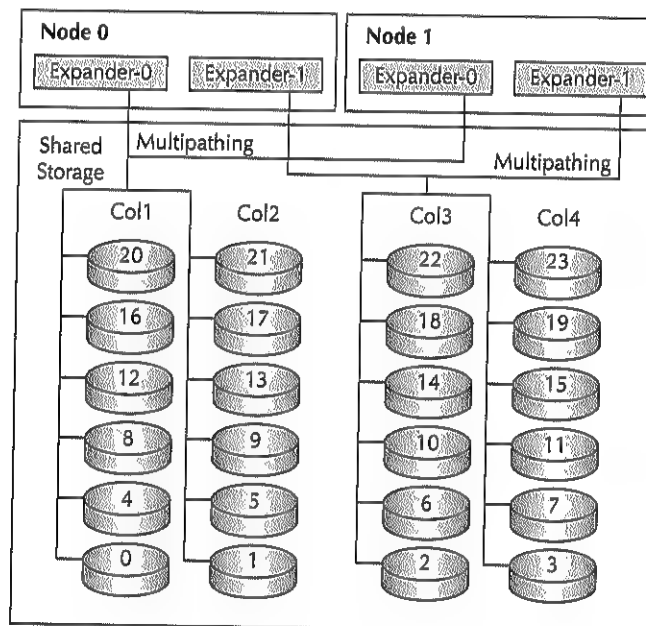 Node 0
Node 1
Expander-0 Expander-1
Expander-0 Expander-1
Shared Storage
Multipathing
Multipathing
Col1 Col2 Col3 Col4
20 21 22 23
16 17 18 19
12 13 14 15
8 9 10 11
4 5 6 7
0 1 2 3